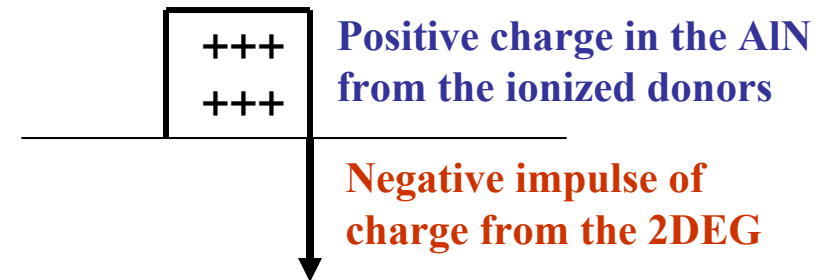 +++ Positive charge in the AlN
+++ from the ionized donors
Negative impulse of
charge from the 2DEG